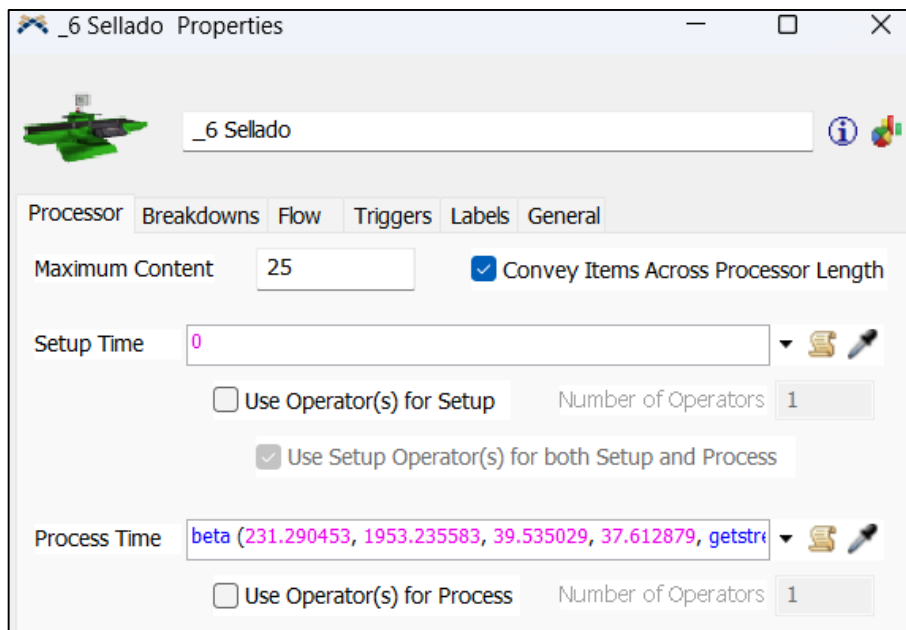 _6 Sellado Properties
_6 Sellado
Processor Breakdowns Flow Triggers Labels General
Maximum Content 25 Convey Items Across Processor Length
Setup Time 0
Use Operator(s) for Setup Number of Operators 1
Use Setup Operator(s) for both Setup and Process
Process Time beta (231.290453, 1953.235583, 39.535029, 37.612879, getstre
Use Operator(s) for Process Number of Operators 1